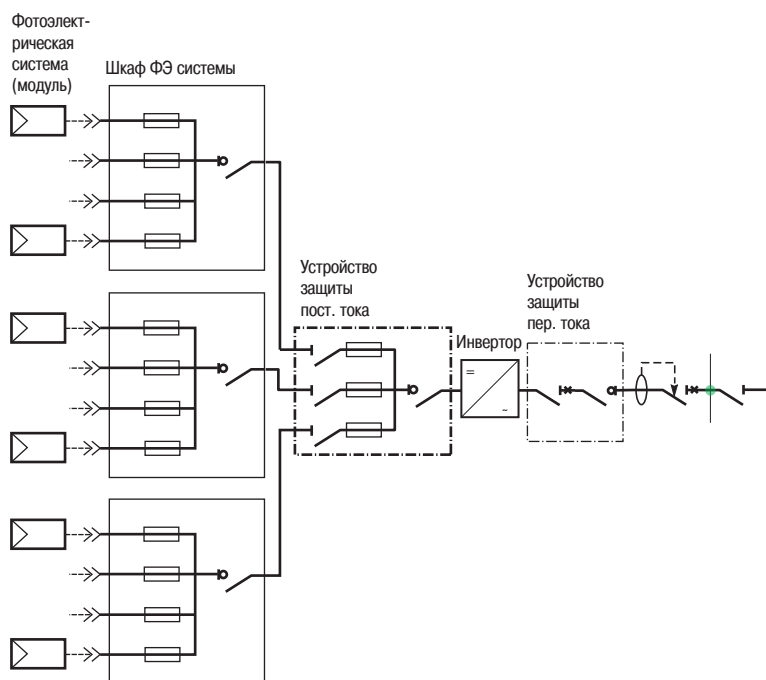 Фотоэлект-
рическая
система
(модуль)
Шкаф ФЭ системы
Устройство
защиты
пост. тока
Инвертор
=
~
Устройство
защиты
пер. тока